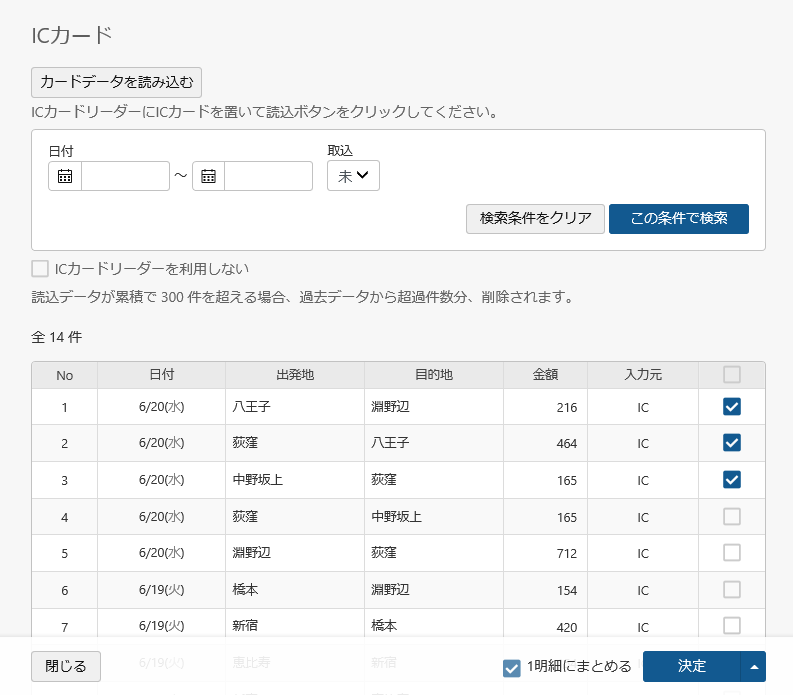 ICカード
カードデータを読み込む
ICカードリーダーにICカードを置いて読込ボタンをクリックしてください。
日付 取込
～ 未
検索条件をクリア この条件で検索
ICカードリーダーを利用しない
読込データが累積で 300 件を超える場合、過去データから超過件数分、削除されます。
全 14 件
No 日付 出発地 目的地 金額 入力元
1 6/20(水) 八王子 淵野辺 216 IC
2 6/20(水) 荻窪 八王子 464 IC
3 6/20(水) 中野坂上 荻窪 165 IC
4 6/20(水) 荻窪 中野坂上 165 IC
5 6/20(水) 淵野辺 荻窪 712 IC
6 6/19(火) 橋本 淵野辺 154 IC
7 6/19(火) 新宿 橋本 420 IC
6/19(火) 恵比寿 新宿
閉じる 1明細にまとめる 決定